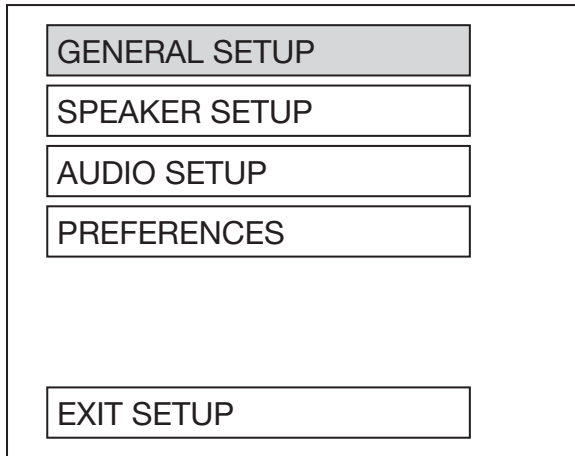 GENERAL SETUP
SPEAKER SETUP
AUDIO SETUP
PREFERENCES
EXIT SETUP